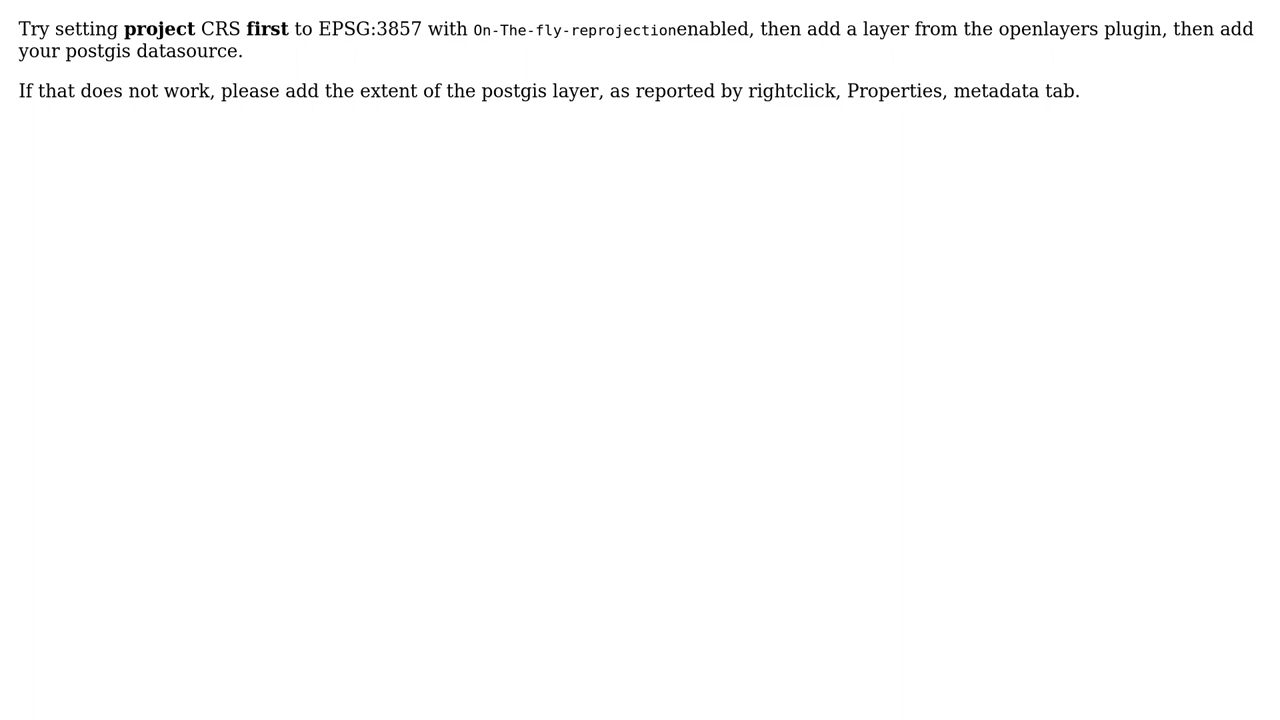 Try setting project CRS first to EPSG:3857 with On-The-fly-reprojectionenabled, then add a layer from the openlayers plugin, then add
your postgis datasource.
If that does not work, please add the extent of the postgis layer, as reported by rightclick, Properties, metadata tab.